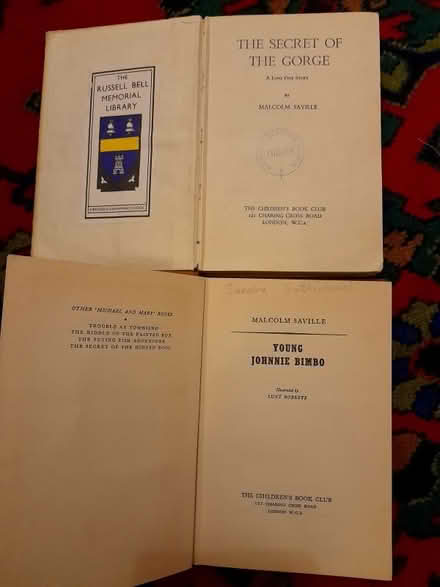 THE
RUSSELL BELL
MEMORIAL
LIBRARY
THE SECRET OF
THE GORGE
A Lone Pine Story
BY
MALCOLM SAVILLE
THE CHILDREN'S BOOK CLUB
121 CHARING CROSS ROAD
LONDON, W.C.2
OTHER "MICHAEL AND MARY" BOOKS
TROUBLE AT TOWNSEND
THE RIDDLE OF THE PAINTED BOX
THE FLYING FISH ADVENTURE
THE SECRET OF THE HIDDEN POOL
MALCOLM SAVILLE
YOUNG
JOHNNIE BIMBO
Illustrated by
LUNT ROBERTS
THE CHILDREN'S BOOK CLUB
121 CHARING CROSS ROAD
LONDON W.C.2